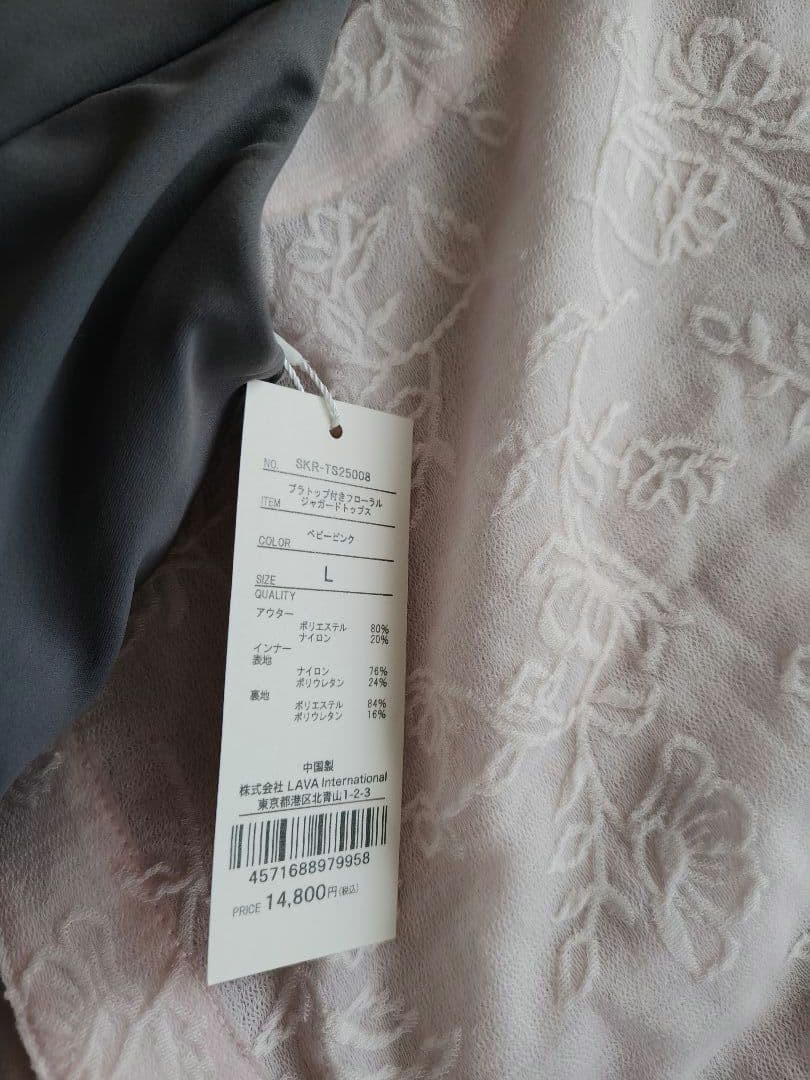 NO. SKR-TS25008
ブラトップ付きフローラル
ITEM ジャガードトップス
COLOR ベビーピンク
SIZE L
QUALITY
アウター
ポリエステル 80%
ナイロン 20%
インナー
表地
ナイロン 76%
ポリウレタン 24%
裏地
ポリエステル 84%
ポリウレタン 16%
中国製
株式会社 LAVA International
東京都港区北青山1-2-3
4571688979958
PRICE 14,800円(税込)